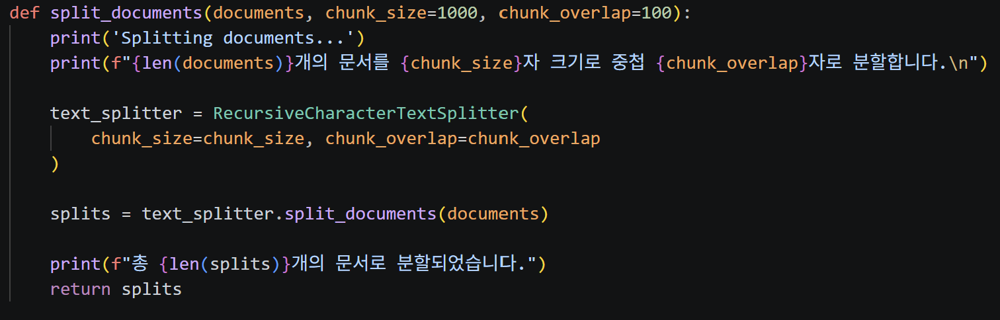 def split_documents(documents, chunk_size=1000, chunk_overlap=100):
    print('Splitting documents...')
    print(f"{len(documents)}개의 문서를 {chunk_size}자 크기로 중첩 {chunk_overlap}자로 분할합니다.\n")
    text_splitter = RecursiveCharacterTextSplitter(
        chunk_size=chunk_size, chunk_overlap=chunk_overlap
    )
    splits = text_splitter.split_documents(documents)
    print(f"총 {len(splits)}개의 문서로 분할되었습니다.")
    return splits